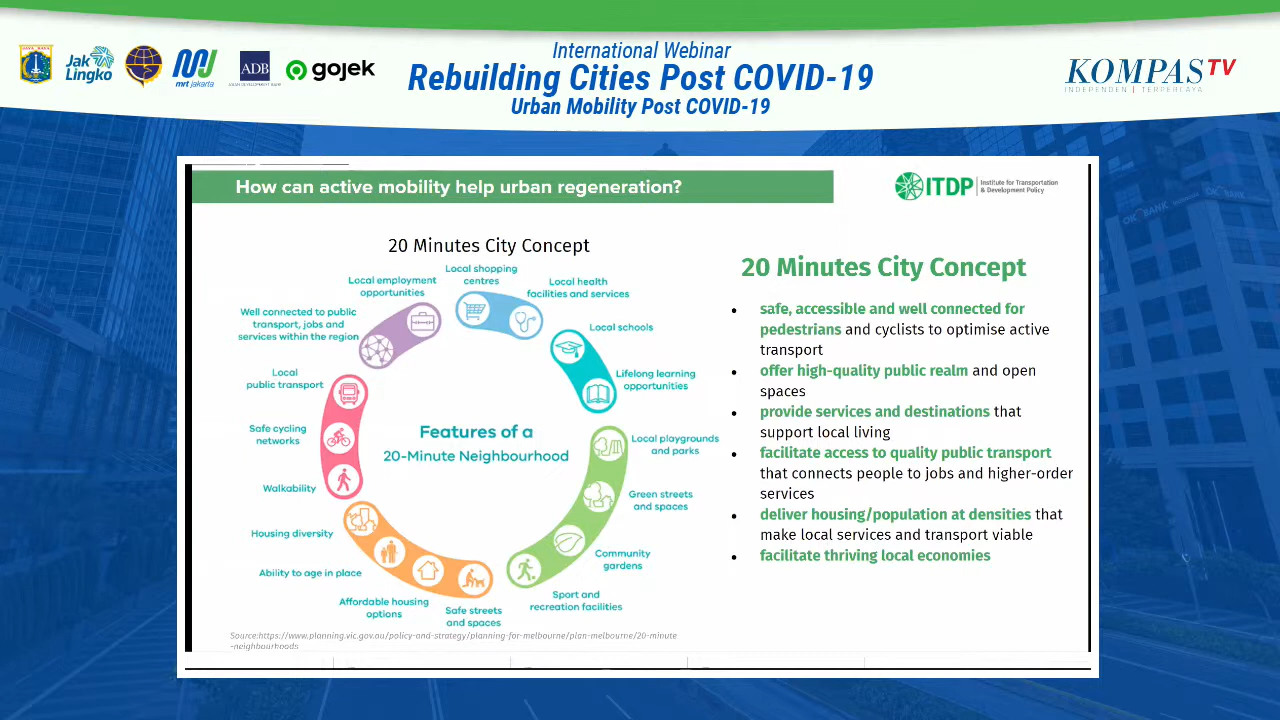 JAYA RAYA
Jak
Lingko
mrt jakarta
ADB
ASIAN DEVELOPMENT BANK
gojek
International Webinar
Rebuilding Cities Post COVID-19
Urban Mobility Post COVID-19
KOMPAS TV
INDEPENDEN | TERPERCAYA
How can active mobility help urban regeneration?
ITDP
Institute for Transportation
& Development Policy
20 Minutes City Concept
Local shopping
centres
Local health
facilities and services
Local schools
Lifelong learning
opportunities
Local playgrounds
and parks
Green streets
and spaces
Community
gardens
Sport and
recreation facilities
Safe streets
and spaces
Affordable housing
options
Ability to age in place
Housing diversity
Walkability
Safe cycling
networks
Local
public transport
Well connected to public
transport, jobs and
services within the region
Local employment
opportunities
Features of a
20-Minute Neighbourhood
Source:https://www.planning.vic.gov.au/policy-and-strategy/planning-for-melbourne/plan-melbourne/20-minute
-neighbourhoods
20 Minutes City Concept
• safe, accessible and well connected for
pedestrians and cyclists to optimise active
transport
• offer high-quality public realm and open
spaces
• provide services and destinations that
support local living
• facilitate access to quality public transport
that connects people to jobs and higher-order
services
• deliver housing/population at densities that
make local services and transport viable
• facilitate thriving local economies
OK! BANK